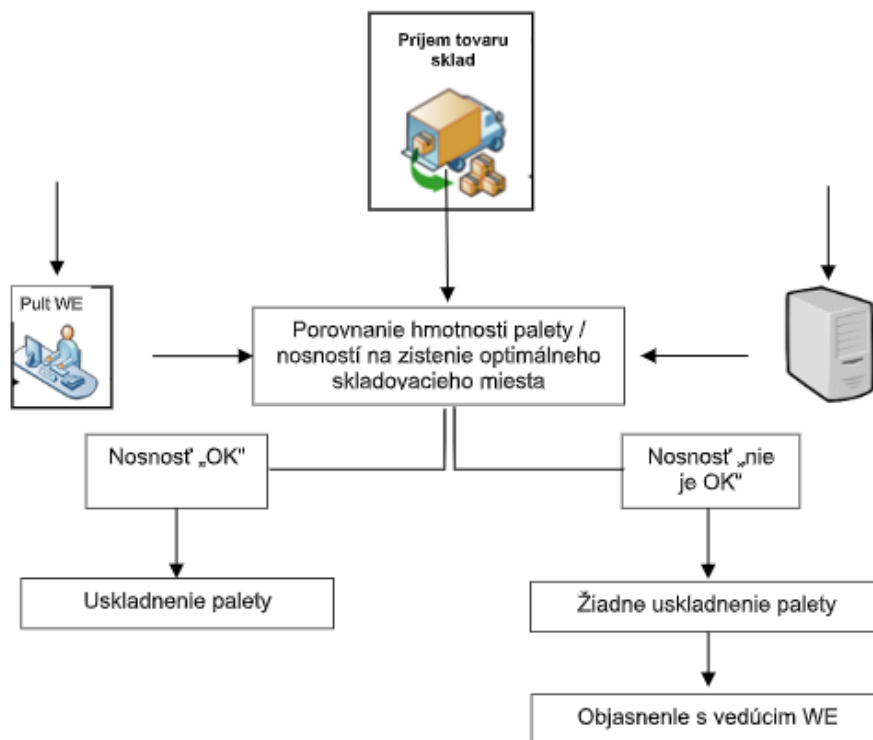 Príjem tovaru
sklad
Pult WE
Porovnanie hmotnosti palety /
nosností na zistenie optimálneho
skladovacieho miesta
Nosnosť „OK"
Nosnosť „nie
je OK"
Uskladnenie palety
Žiadne uskladnenie palety
Objasnenie s vedúcim WE